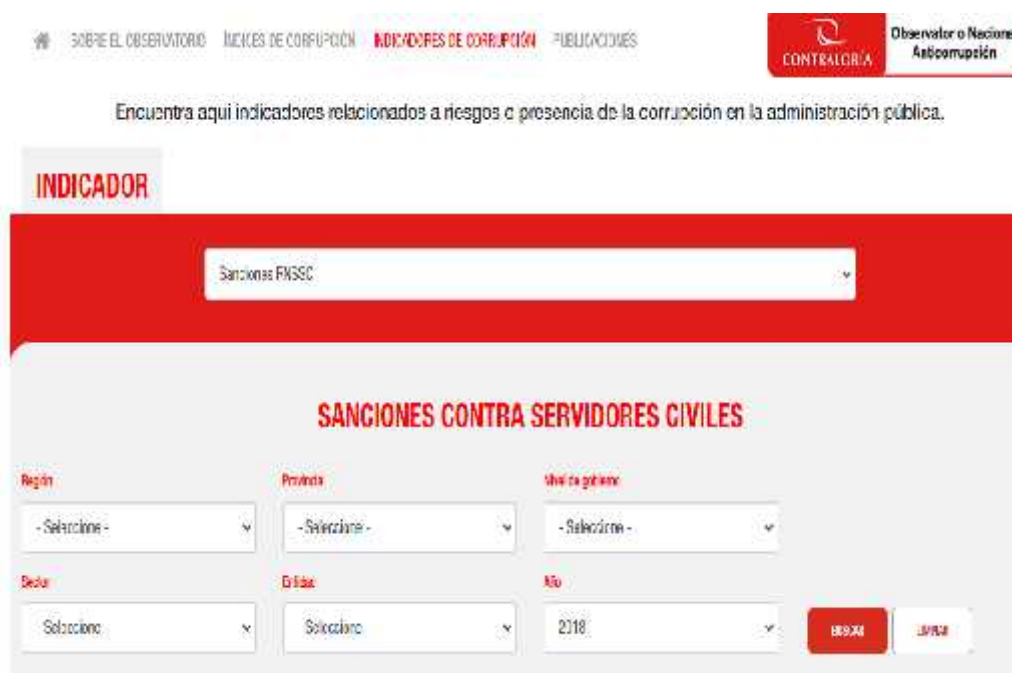 SOBRE EL OBSERVATORIO ÍNDICES DE CORRUPCIÓN INDICADORES DE CORRUPCIÓN PUBLICACIONES
CONTRALORÍA
Observatorio Nacional
Anticorrupción
Encuentra aqui indicadores relacionados a riesgos o presencia de la corrupción en la administración pública.
INDICADOR
Sanciones RNSSC
SANCIONES CONTRA SERVIDORES CIVILES
Región Provincia Nivel de gobierno
- Seleccione - - Seleccione - - Seleccione -
Sector Entidad Año
Seleccione Seleccione 2018 BUSCAR LIMPIAR